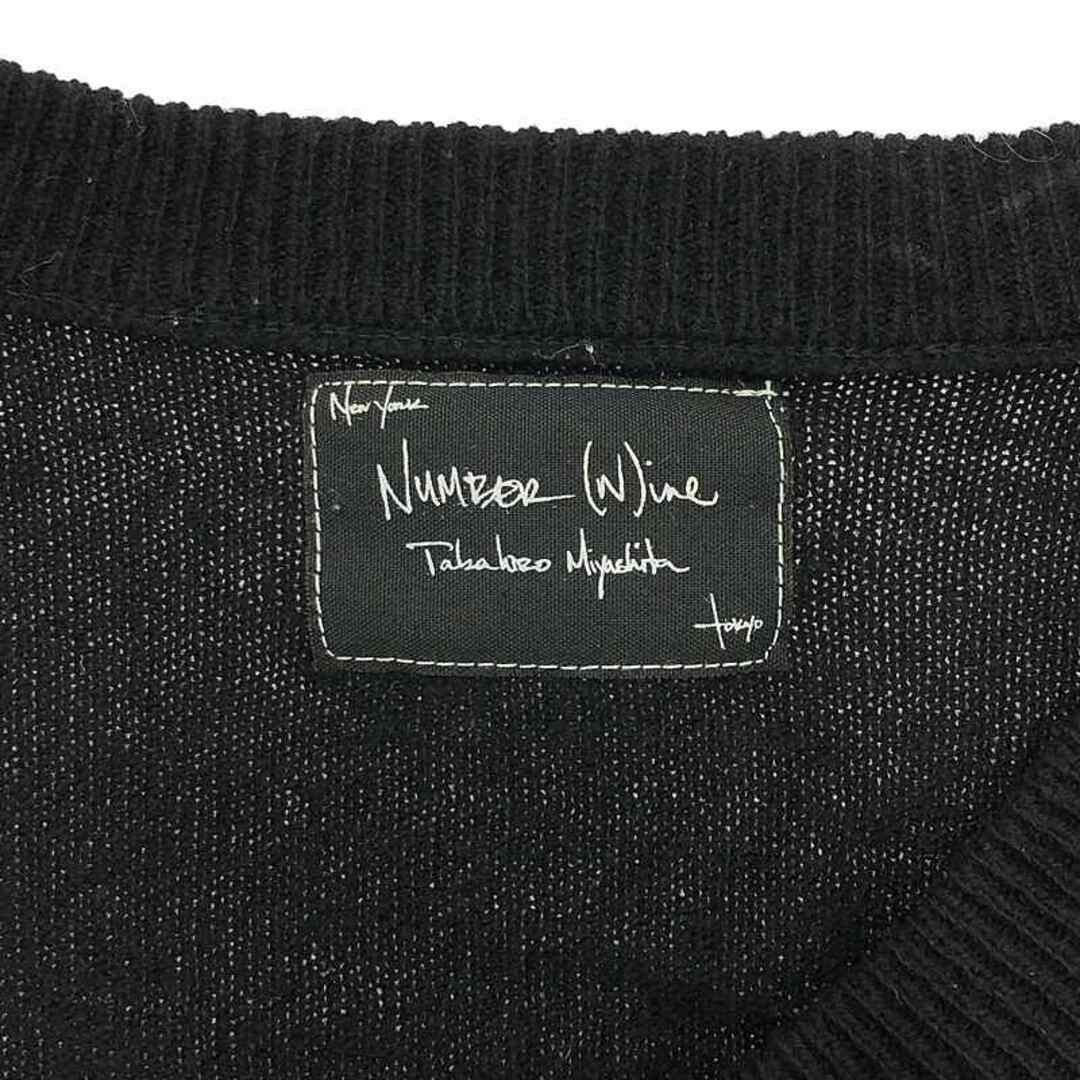 New York
NUMBER (N)ine
Takahiro Miyashita
tokyo